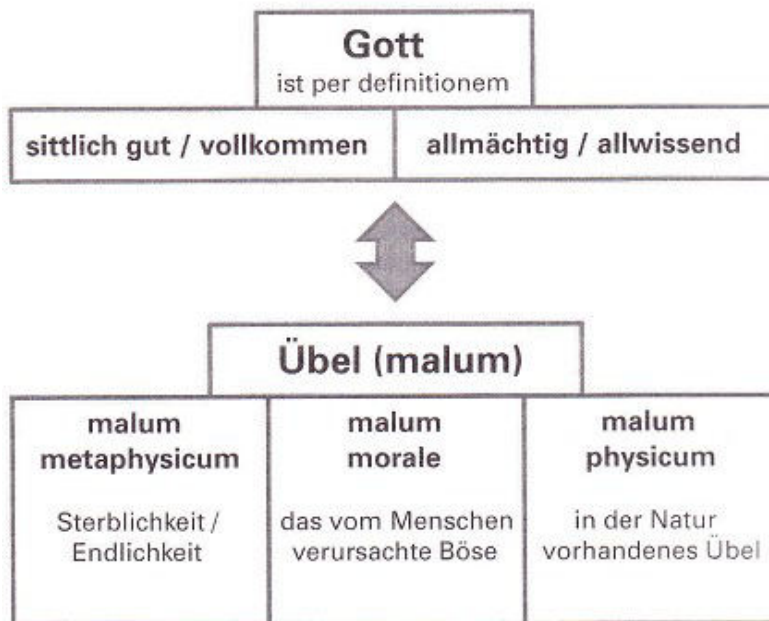 Gott
ist per definitionem
sittlich gut / vollkommen
allmächtig / allwissend
Übel (malum)
malum
metaphysicum
Sterblichkeit /
Endlichkeit
malum
morale
das vom Menschen
verursachte Böse
malum
physicum
in der Natur
vorhandenes Übel